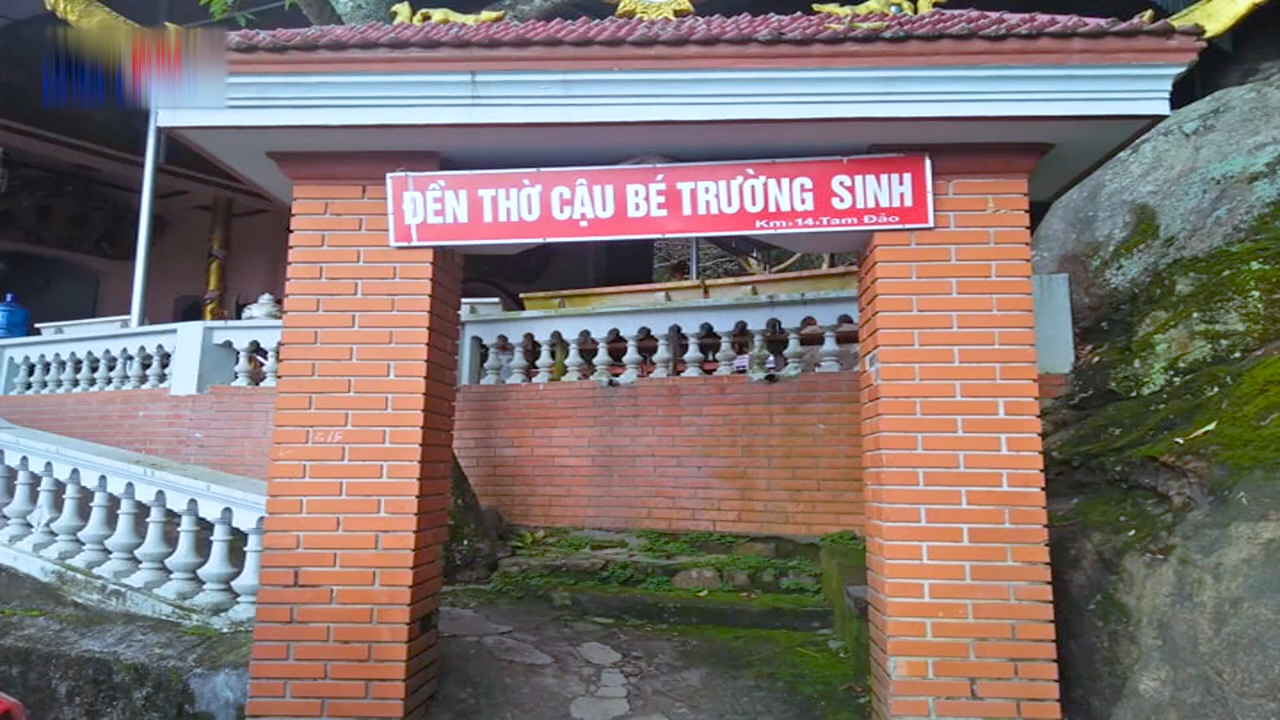 ĐỀN THỜ CẬU BÉ TRƯỜNG SINH
Km.14.Tam Đảo